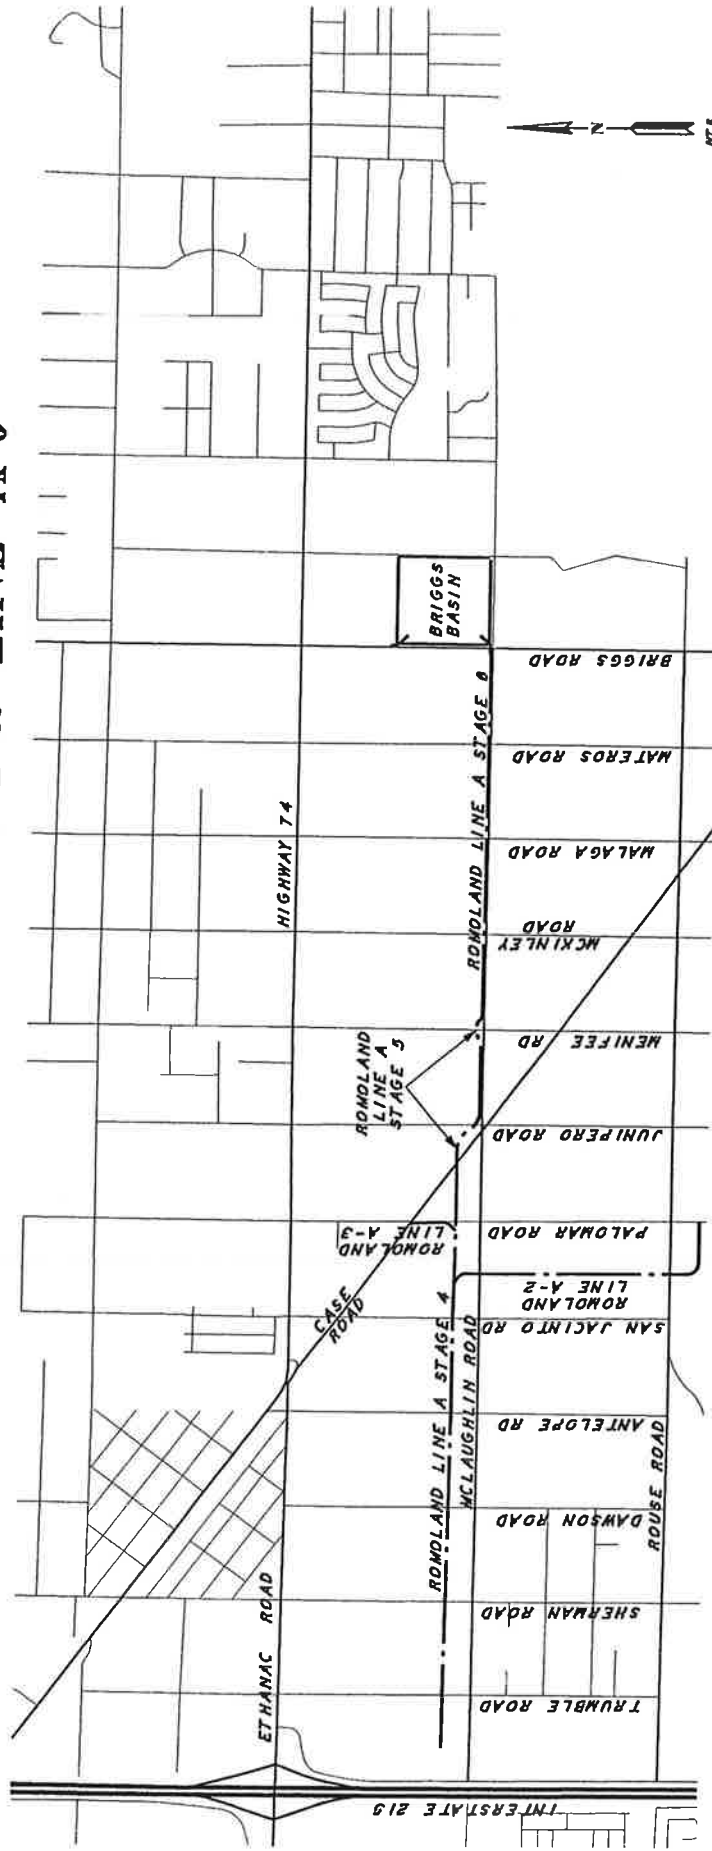 N
BRIGGS
BASIN
BRIGGS ROAD
MATEROS ROAD
MALAGA ROAD
MCKINLEY
ROAD
MENIFEE RD
JUNIPERO ROAD
PALOMAR ROAD
SAN JACINTO RD
ANTELOPE RD
DAWSON ROAD
SHERMAN ROAD
TRUMBLE ROAD
INTERSTATE 215
HIGHWAY 74
ROMOLAND LINE A STAGE 6
ROMOLAND
LINE A
STAGE 5
ROMOLAND
LINE A-3
ROMOLAND
LINE A-2
CASE
ROAD
ROMOLAND LINE A STAGE 4
MCLAUGHLIN ROAD
ROUSE ROAD
ETHANAC ROAD